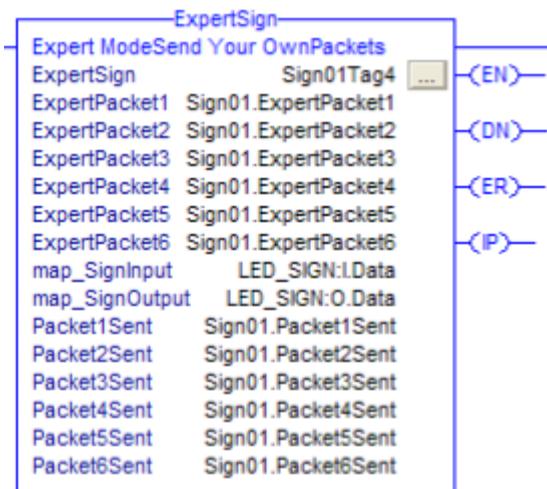 ExpertSign
Expert ModeSend Your OwnPackets
ExpertSign Sign01Tag4 ... (EN)
ExpertPacket1 Sign01.ExpertPacket1
ExpertPacket2 Sign01.ExpertPacket2 (DN)
ExpertPacket3 Sign01.ExpertPacket3
ExpertPacket4 Sign01.ExpertPacket4 (ER)
ExpertPacket5 Sign01.ExpertPacket5
ExpertPacket6 Sign01.ExpertPacket6 (IP)
map_SignInput LED_SIGN:I.Data
map_SignOutput LED_SIGN:O.Data
Packet1Sent Sign01.Packet1Sent
Packet2Sent Sign01.Packet2Sent
Packet3Sent Sign01.Packet3Sent
Packet4Sent Sign01.Packet4Sent
Packet5Sent Sign01.Packet5Sent
Packet6Sent Sign01.Packet6Sent